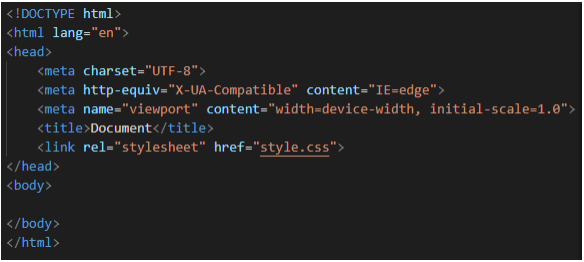 <!DOCTYPE html>
<html lang="en">
<head>
    <meta charset="UTF-8">
    <meta http-equiv="X-UA-Compatible" content="IE=edge">
    <meta name="viewport" content="width=device-width, initial-scale=1.0">
    <title>Document</title>
    <link rel="stylesheet" href="style.css">
</head>
<body>

</body>
</html>